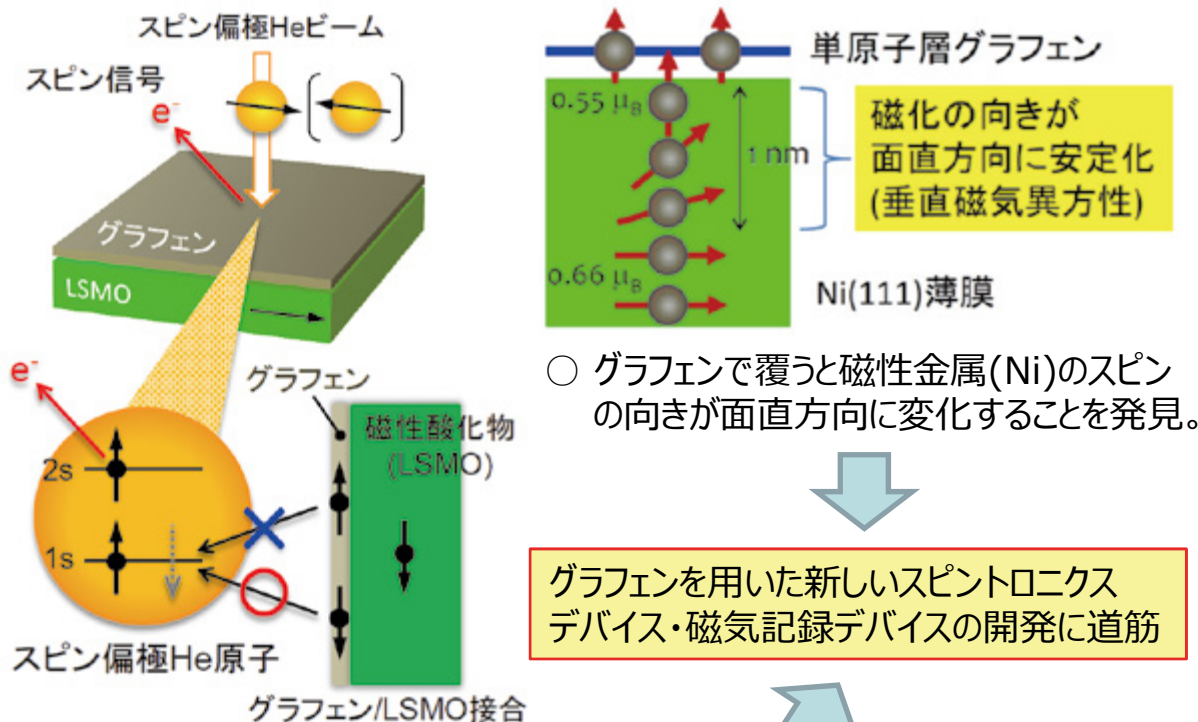 スピン偏極Heビーム
スピン信号
e-
グラフェン
LSMO
e-
2s
1s
スピン偏極He原子
グラフェン
磁性酸化物
(LSMO)
グラフェン/LSMO接合
単原子層グラフェン
0.55 μB
1 nm
磁化の向きが
面直方向に安定化
(垂直磁気異方性)
0.66 μB
Ni(111)薄膜
○ グラフェンで覆うと磁性金属(Ni)のスピン
の向きが面直方向に変化することを発見。
グラフェンを用いた新しいスピントロニクス
デバイス・磁気記録デバイスの開発に道筋